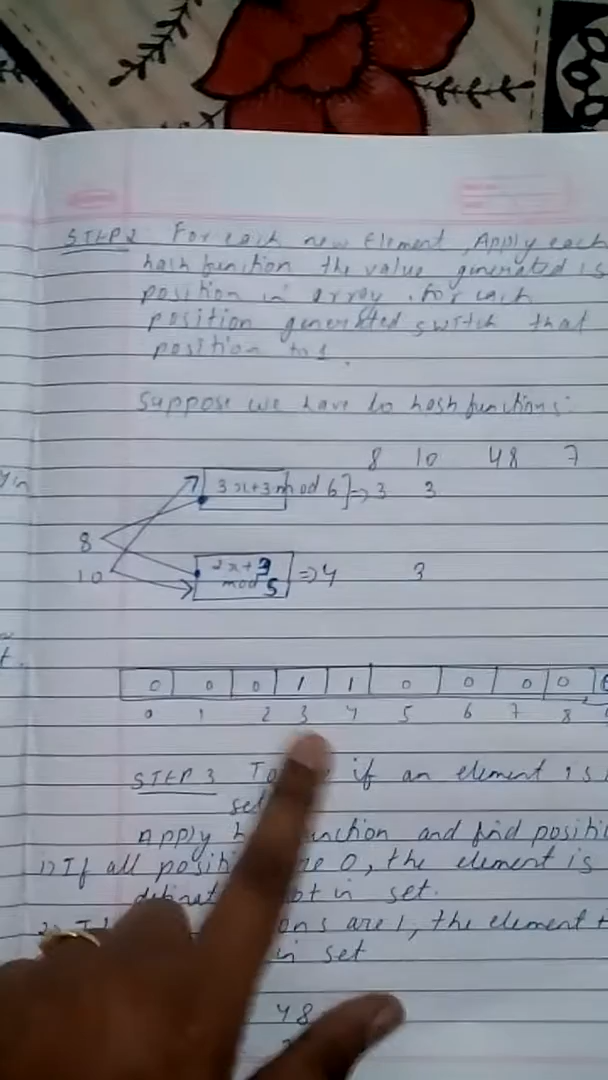 STEP2 For each new Element, Apply each
hash function the value generated is
position in array. For each
position generated switch that
position to 1.
Suppose we have to hash functions:
8 10 48 7
3x+3 mod 6] => 3 3
8
10
2x+3 mod 5 => 4 3
0 0 0 1 1 0 0 0 0
0 1 2 3 4 5 6 7 8
STEP 3 if an element is
set
Apply function and find
1) If all 0, the element is
in set.
are 1, the element
in set
48